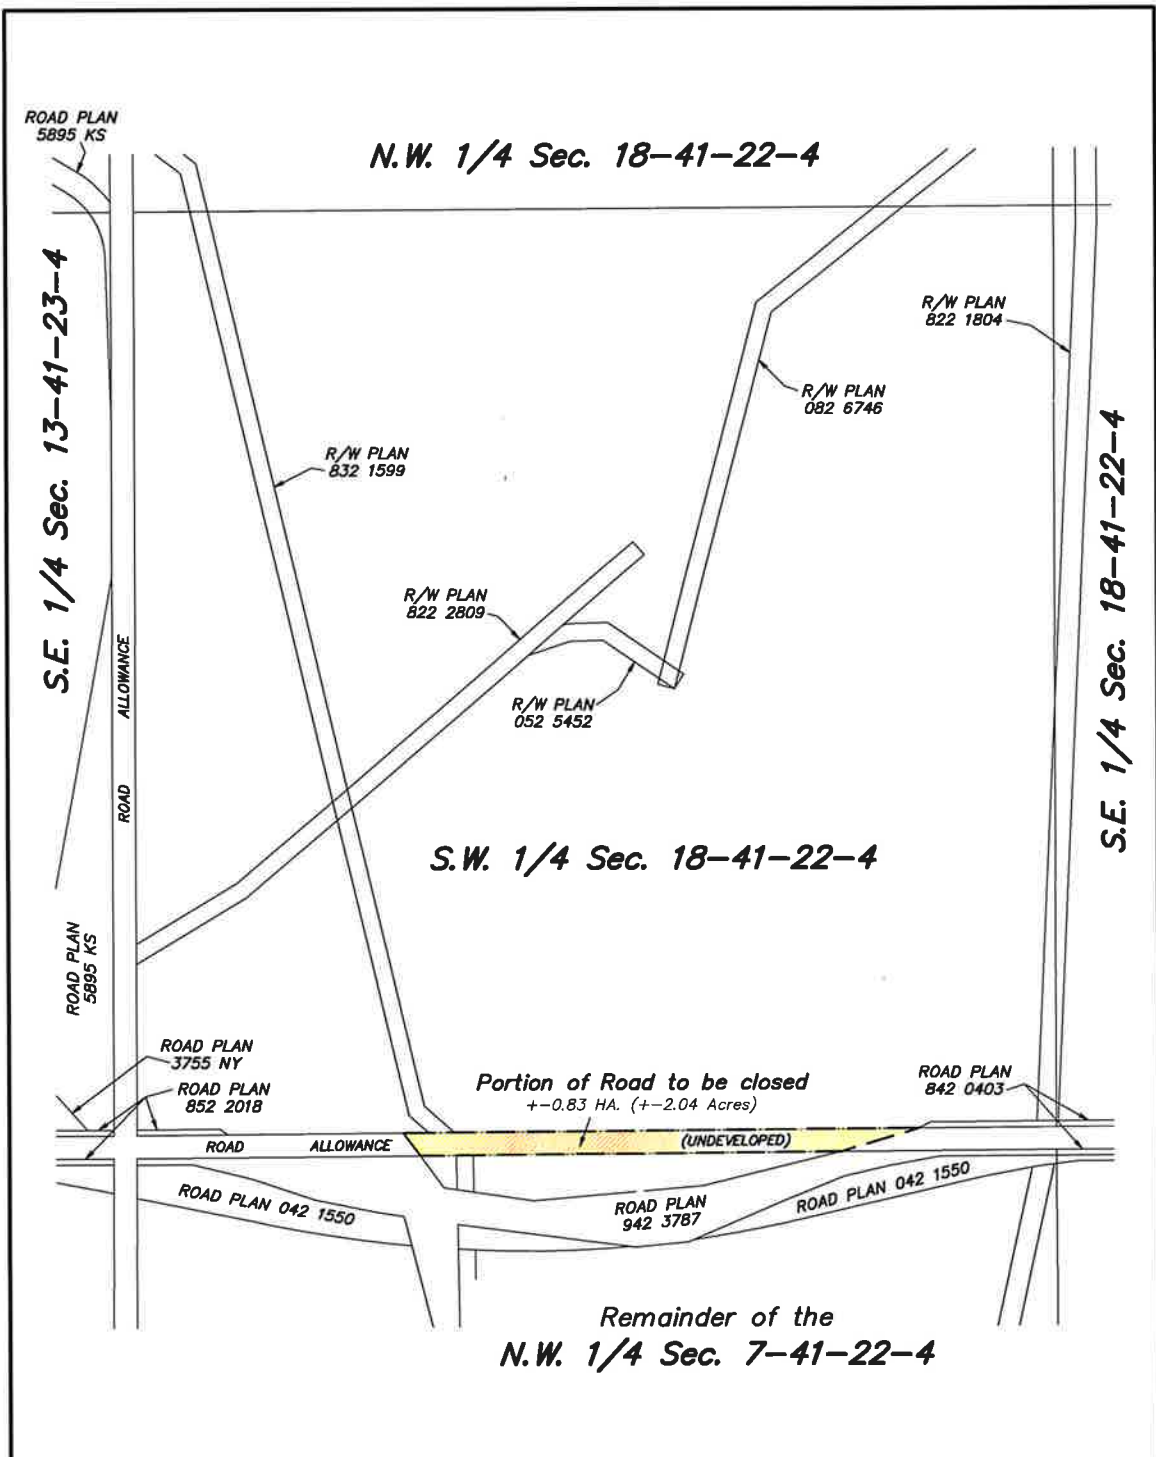 ROAD PLAN
5895 KS
N.W. 1/4 Sec. 18-41-22-4
S.E. 1/4 Sec. 13-41-23-4
R/W PLAN
822 1804
R/W PLAN
082 6746
R/W PLAN
832 1599
S.E. 1/4 Sec. 18-41-22-4
R/W PLAN
822 2809
ROAD ALLOWANCE
R/W PLAN
052 5452
S.W. 1/4 Sec. 18-41-22-4
ROAD PLAN
5895 KS
ROAD PLAN
3755 NY
ROAD PLAN
852 2018
Portion of Road to be closed
+-0.83 HA. (+-2.04 Acres)
ROAD PLAN
842 0403
ROAD ALLOWANCE
(UNDEVELOPED)
ROAD PLAN 042 1550
ROAD PLAN
942 3787
ROAD PLAN 042 1550
Remainder of the
N.W. 1/4 Sec. 7-41-22-4